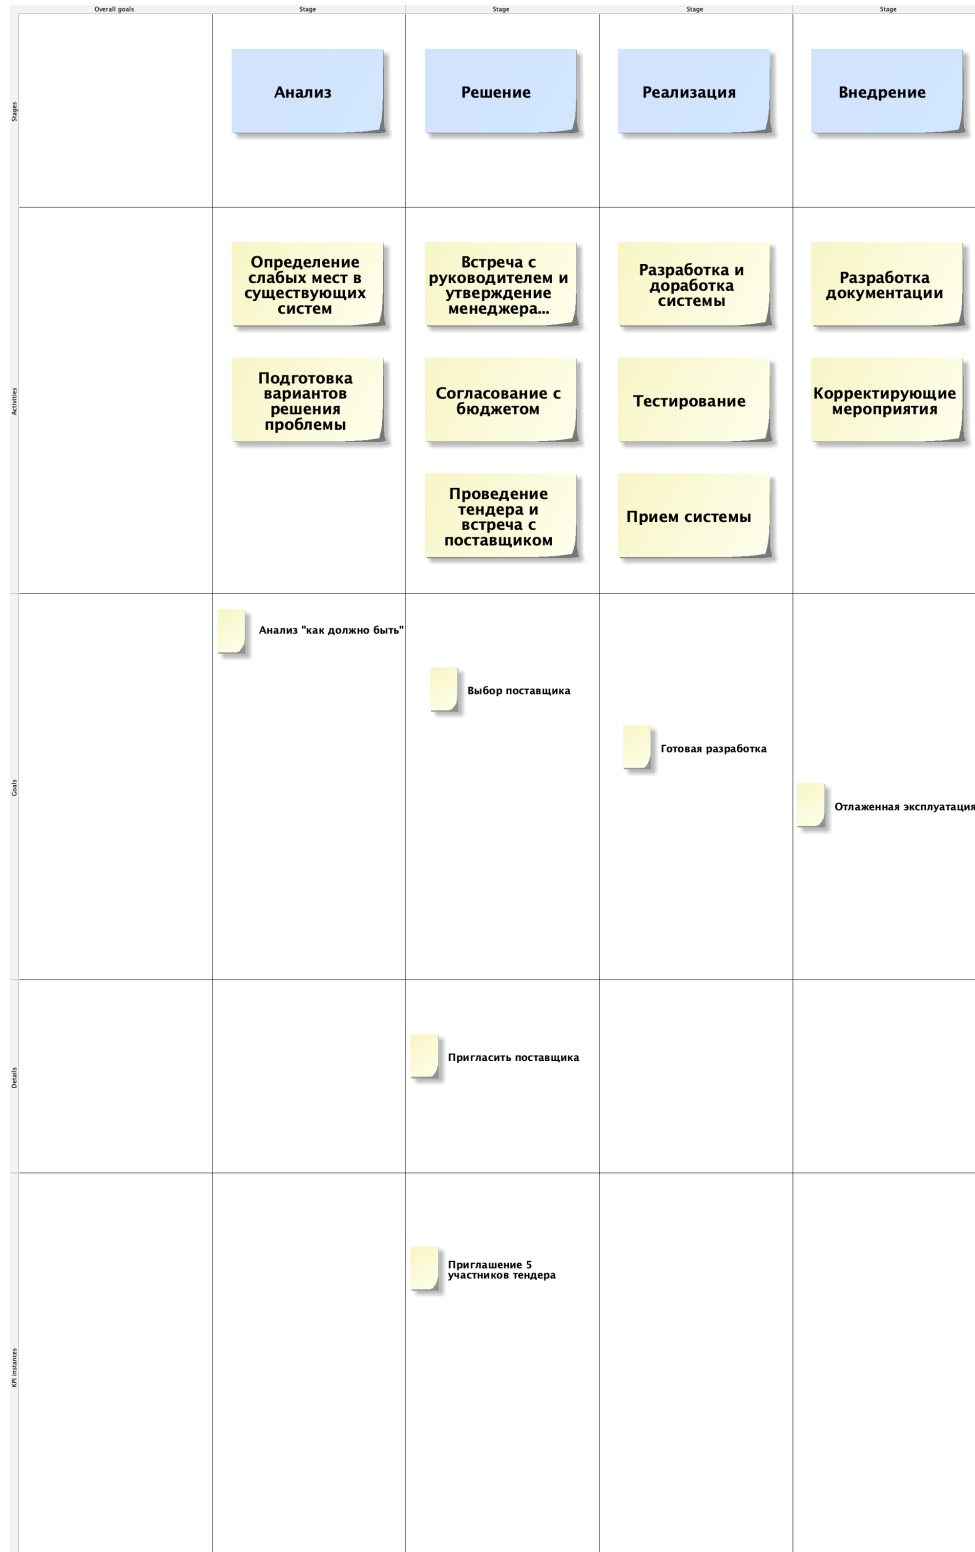 Overall goals
Stage
Stage
Stage
Stage
Stages
Анализ
Решение
Реализация
Внедрение
Activities
Определение
слабых мест в
существующих
систем
Встреча с
руководителем и
утверждение
менеджера...
Разработка и
доработка
системы
Разработка
документации
Подготовка
вариантов
решения
проблемы
Согласование с
бюджетом
Тестирование
Корректирующие
мероприятия
Проведение
тендера и
встреча с
поставщиком
Прием системы
Goals
Анализ "как должно быть"
Выбор поставщика
Готовая разработка
Отлаженная эксплуатация
Details
Пригласить поставщика
KPI instances
Приглашение 5
участников тендера